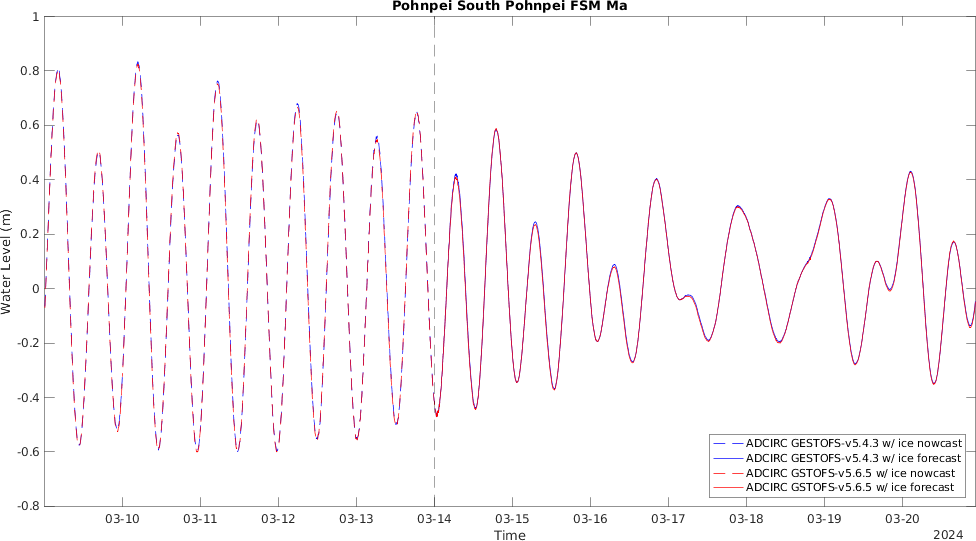 Pohnpei South Pohnpei FSM Ma
Water Level (m)
1
0.8
0.6
0.4
0.2
0
-0.2
-0.4
-0.6
-0.8
ADCIRC GESTOFS-v5.4.3 w/ ice nowcast
ADCIRC GESTOFS-v5.4.3 w/ ice forecast
ADCIRC GSTOFS-v5.6.5 w/ ice nowcast
ADCIRC GSTOFS-v5.6.5 w/ ice forecast
03-10 03-11 03-12 03-13 03-14 03-15 03-16 03-17 03-18 03-19 03-20
Time
2024